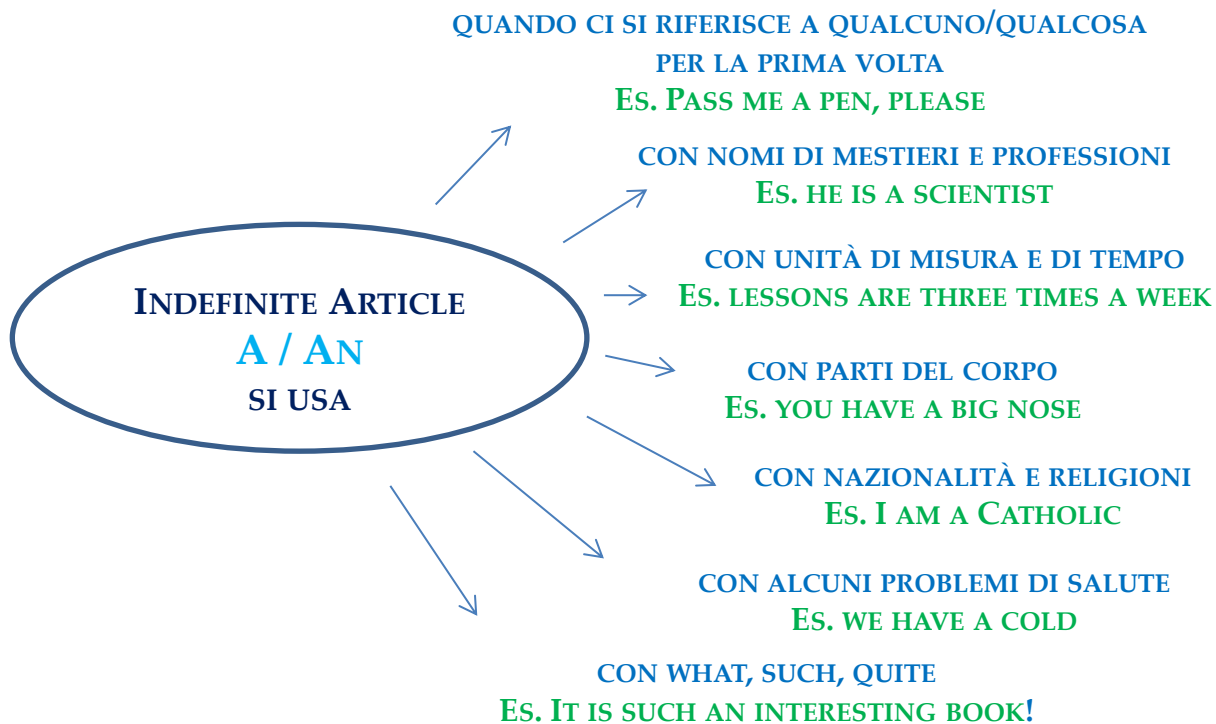 QUANDO CI SI RIFERISCE A QUALCUNO/QUALCOSA
PER LA PRIMA VOLTA
ES. PASS ME A PEN, PLEASE
CON NOMI DI MESTIERI E PROFESSIONI
ES. HE IS A SCIENTIST
CON UNITÀ DI MISURA E DI TEMPO
ES. LESSONS ARE THREE TIMES A WEEK
INDEFINITE ARTICLE
A / AN
SI USA
CON PARTI DEL CORPO
ES. YOU HAVE A BIG NOSE
CON NAZIONALITÀ E RELIGIONI
ES. I AM A CATHOLIC
CON ALCUNI PROBLEMI DI SALUTE
ES. WE HAVE A COLD
CON WHAT, SUCH, QUITE
ES. IT IS SUCH AN INTERESTING BOOK!